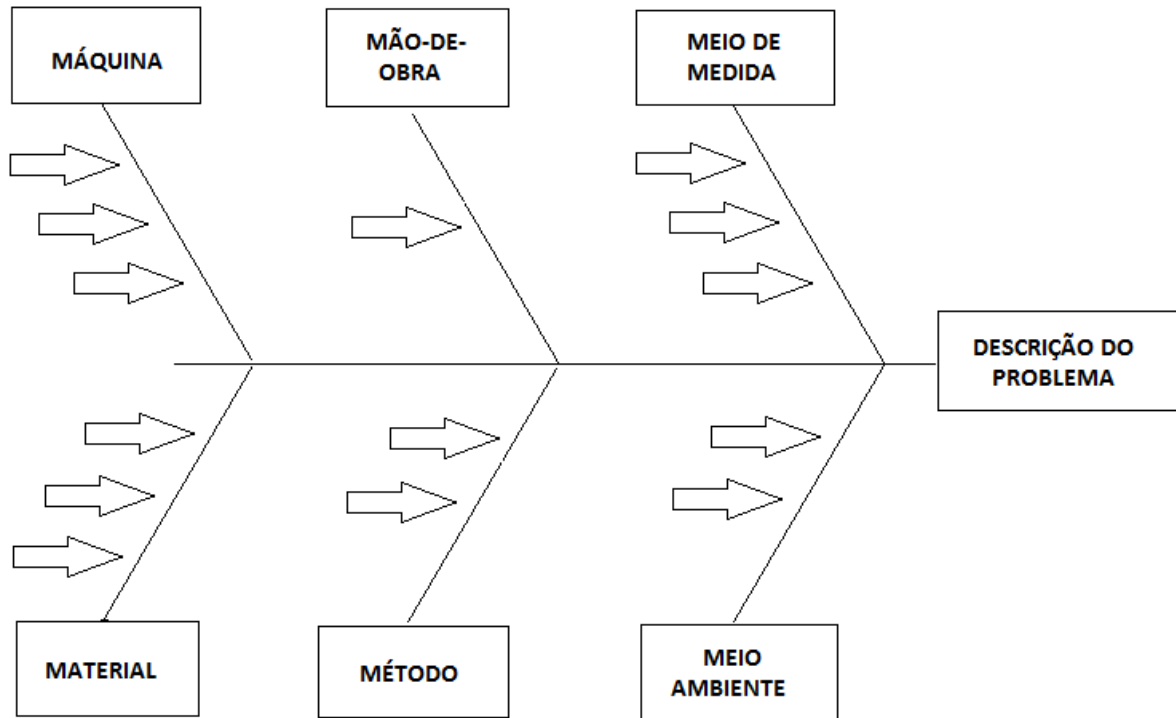 MÁQUINA
MÃO-DE-
OBRA
MEIO DE
MEDIDA
DESCRIÇÃO DO
PROBLEMA
MATERIAL
MÉTODO
MEIO
AMBIENTE